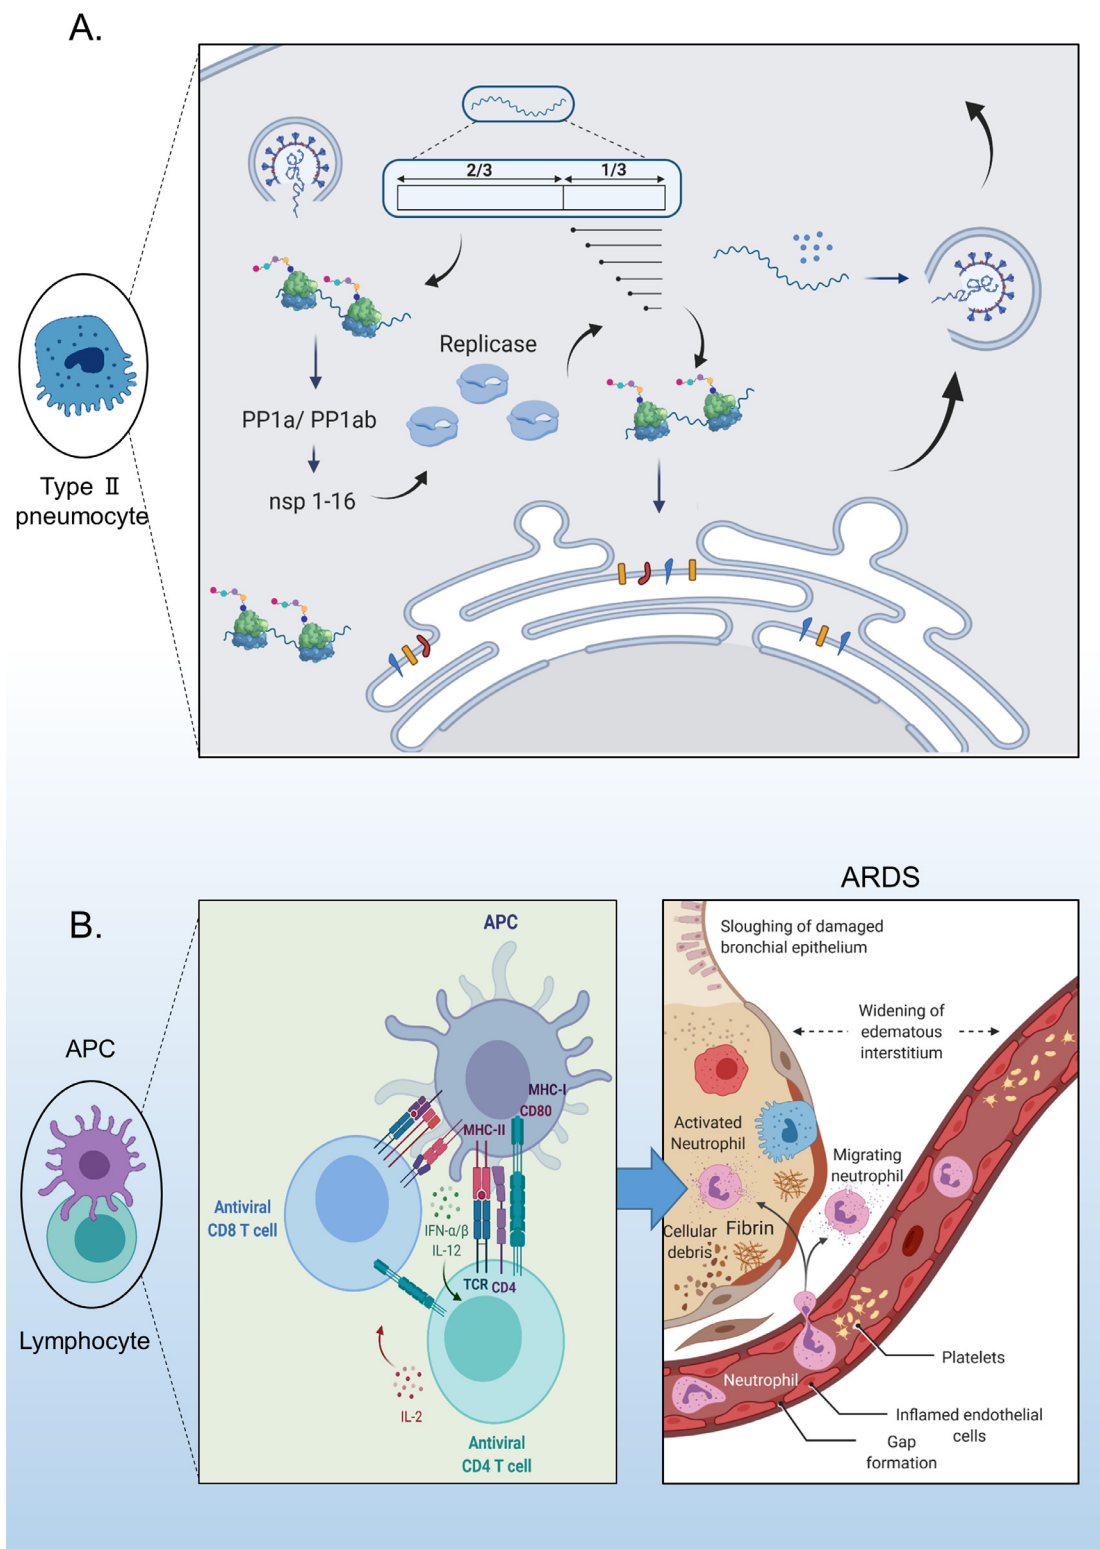 A.
2/3
1/3
Replicase
PP1a/ PP1ab
nsp 1-16
Type Ⅱ
pneumocyte
ARDS
B.
APC
Lymphocyte
APC
MHC-I
CD80
MHC-II
Antiviral
CD8 T cell
IFN-α/β
IL-12
TCR
CD4
IL-2
Antiviral
CD4 T cell
Sloughing of damaged
bronchial epithelium
Widening of
edematous
interstitium
Activated
Neutrophil
Migrating
neutrophil
Cellular
debris
Fibrin
Platelets
Neutrophil
Inflamed endothelial
cells
Gap
formation